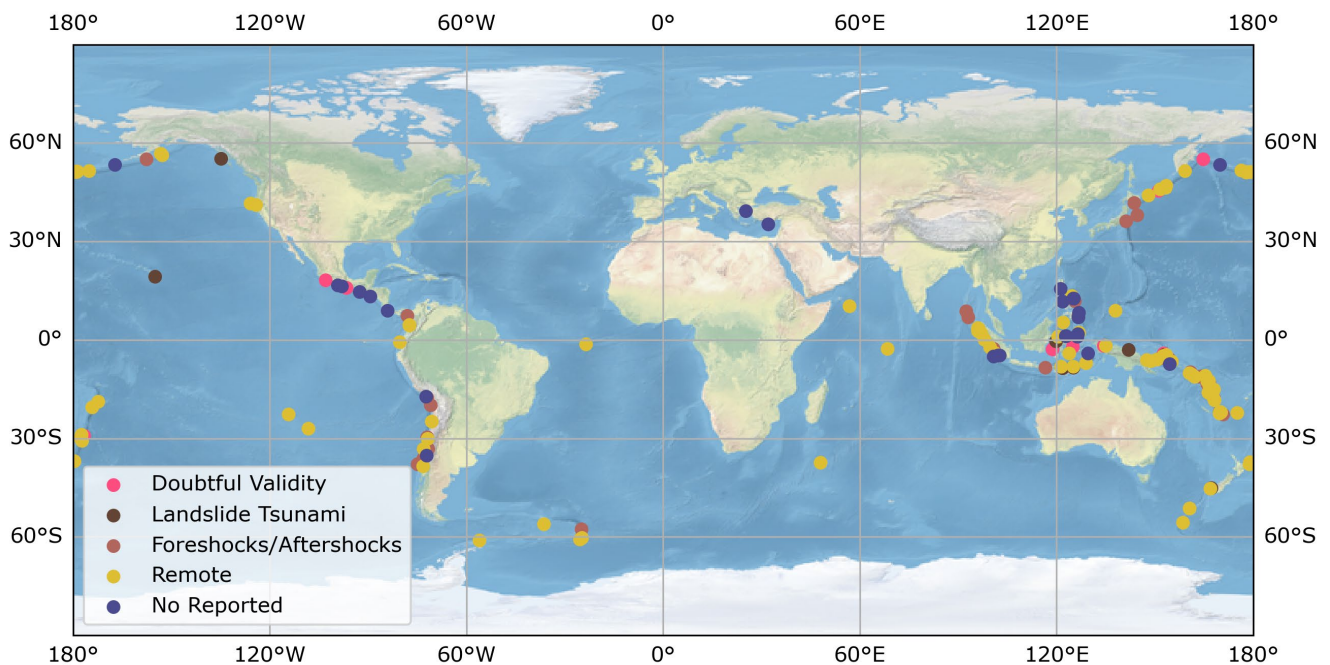 180° 120°W 60°W 0° 60°E 120°E 180°
60°N 60°N
30°N 30°N
0° 0°
30°S 30°S
Doubtful Validity
Landslide Tsunami
60°S Foreshocks/Aftershocks 60°S
Remote
No Reported
180° 120°W 60°W 0° 60°E 120°E 180°